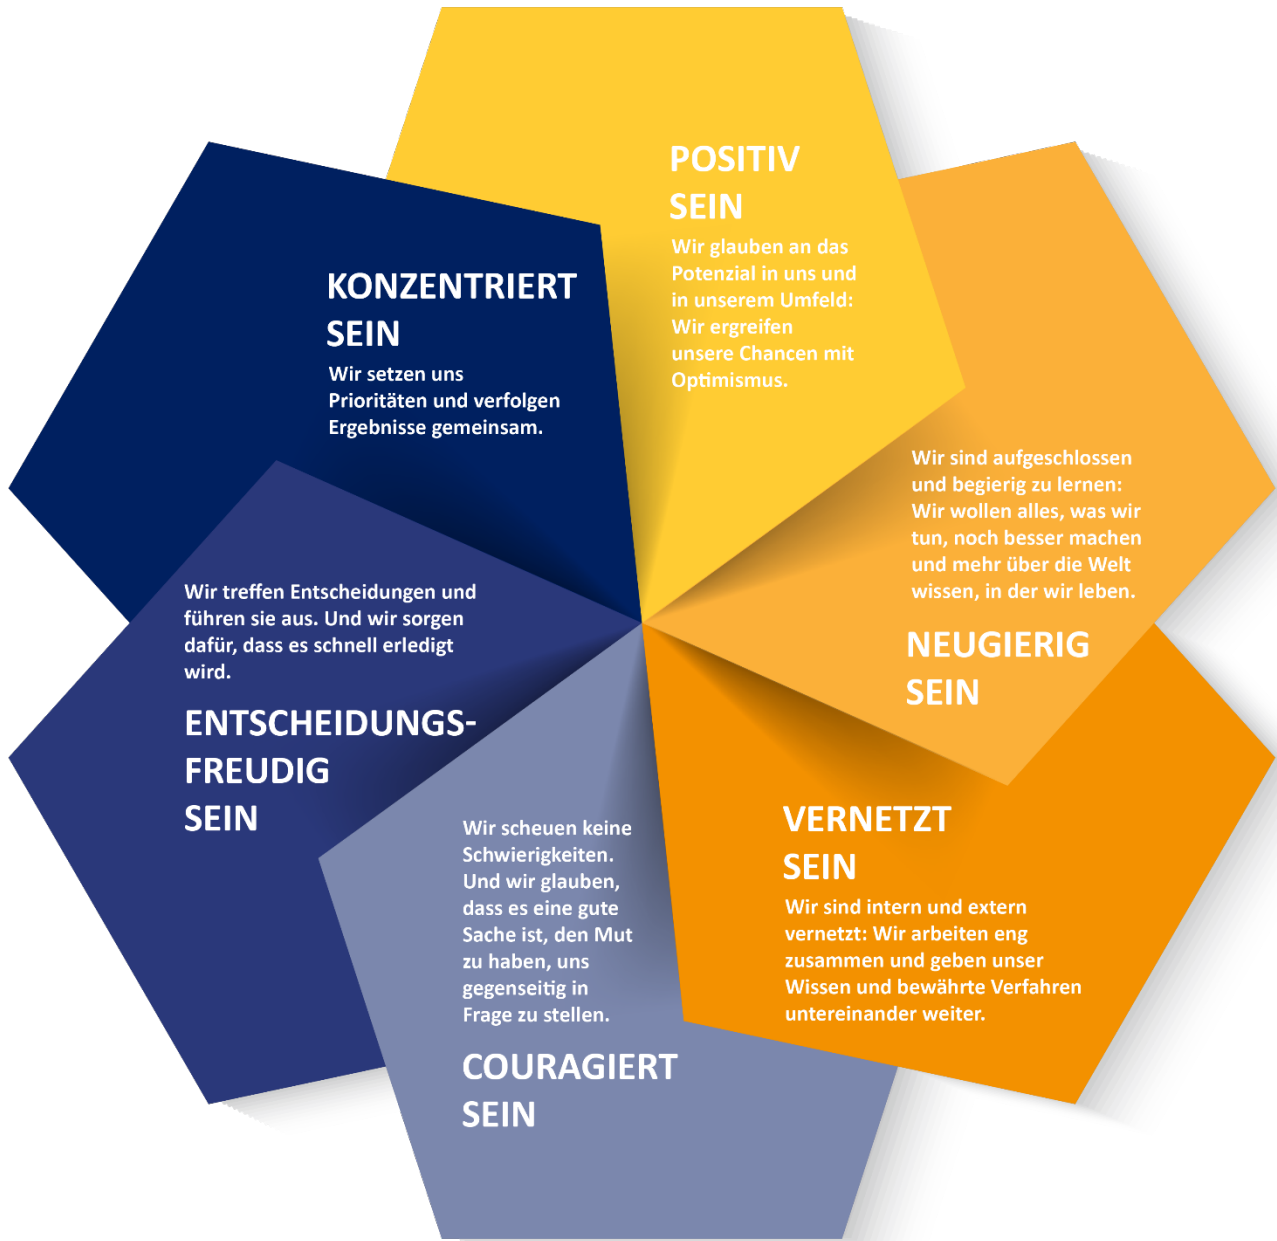 POSITIV
SEIN
Wir glauben an das
Potenzial in uns und
in unserem Umfeld:
Wir ergreifen
unsere Chancen mit
Optimismus.
Wir sind aufgeschlossen
und begierig zu lernen:
Wir wollen alles, was wir
tun, noch besser machen
und mehr über die Welt
wissen, in der wir leben.
NEUGIERIG
SEIN
VERNETZT
SEIN
Wir sind intern und extern
vernetzt: Wir arbeiten eng
zusammen und geben unser
Wissen und bewährte Verfahren
untereinander weiter.
Wir scheuen keine
Schwierigkeiten.
Und wir glauben,
dass es eine gute
Sache ist, den Mut
zu haben, uns
gegenseitig in
Frage zu stellen.
COURAGIERT
SEIN
Wir treffen Entscheidungen und
führen sie aus. Und wir sorgen
dafür, dass es schnell erledigt
wird.
ENTSCHEIDUNGS-
FREUDIG
SEIN
KONZENTRIERT
SEIN
Wir setzen uns
Prioritäten und verfolgen
Ergebnisse gemeinsam.